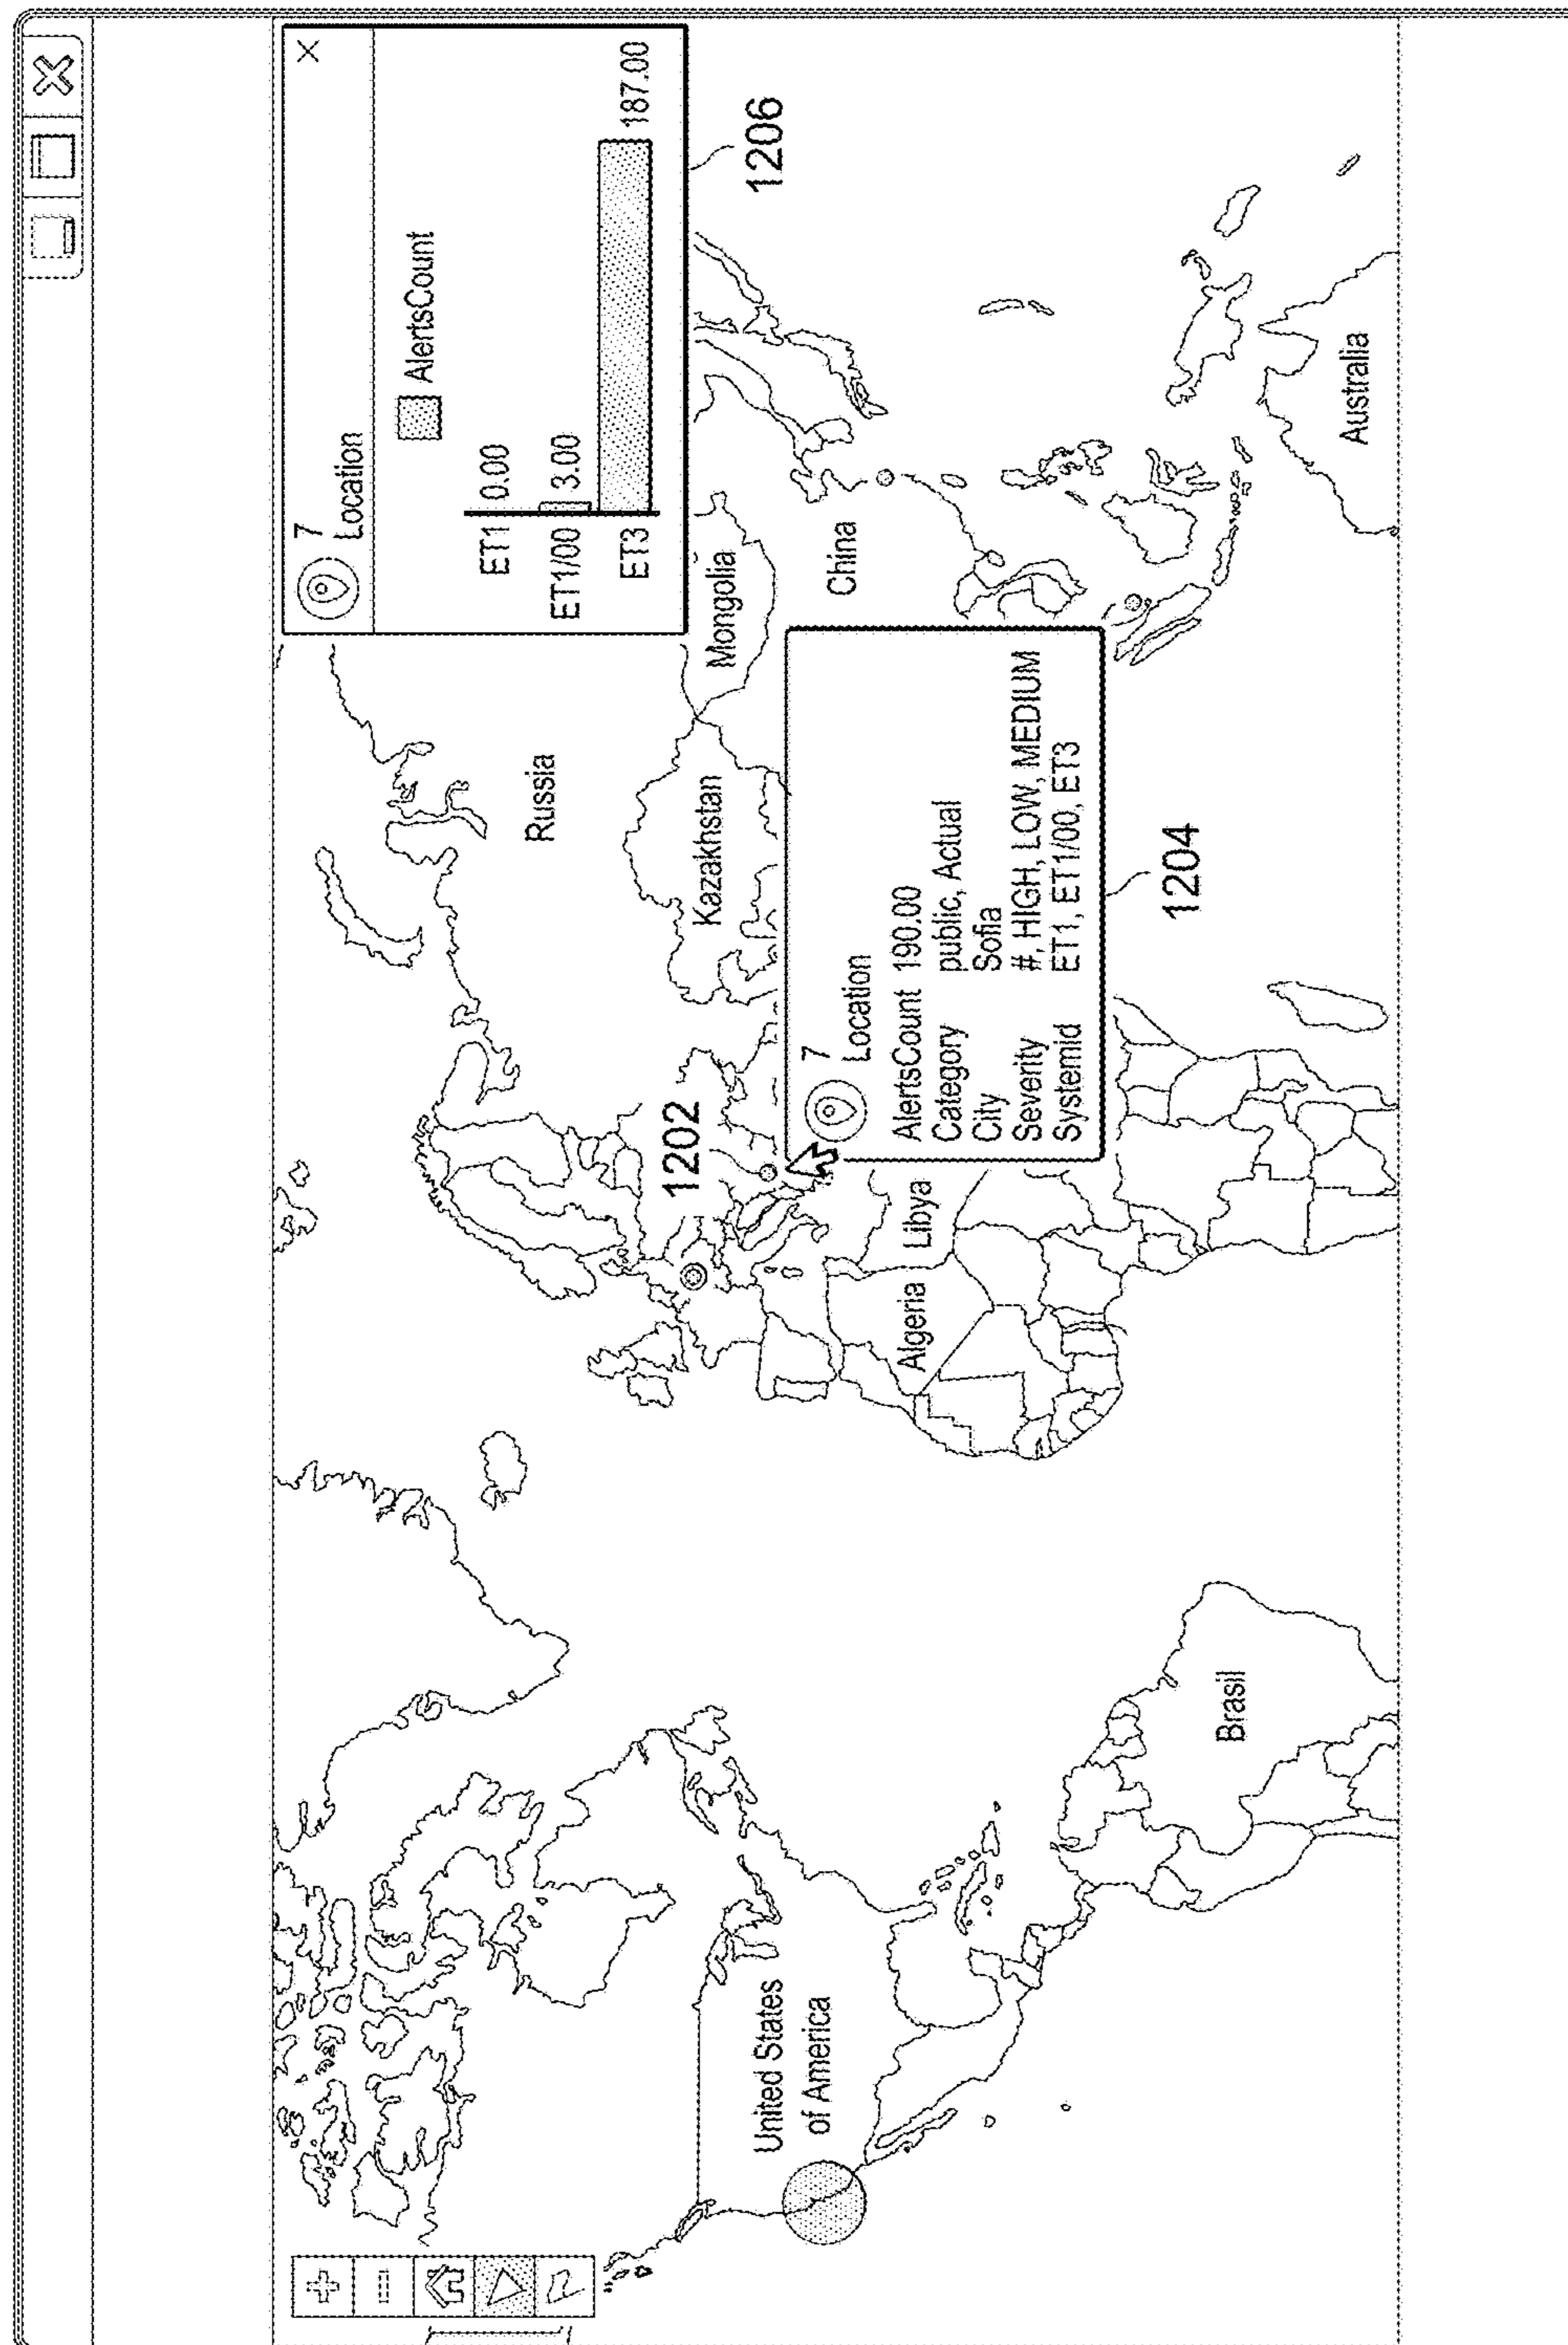 7
Location
×
AlertsCount
ET1 0.00
ET1/00 3.00
ET3 187.00
1206
Russia
Kazakhstan
Mongolia
China
1202
7
Location
AlertsCount 190.00
Category public, Actual
City Sofia
Severity #, HIGH, LOW, MEDIUM
Systemid ET1, ET1/00, ET3
1204
United States
of America
Algeria
Libya
Brasil
Australia